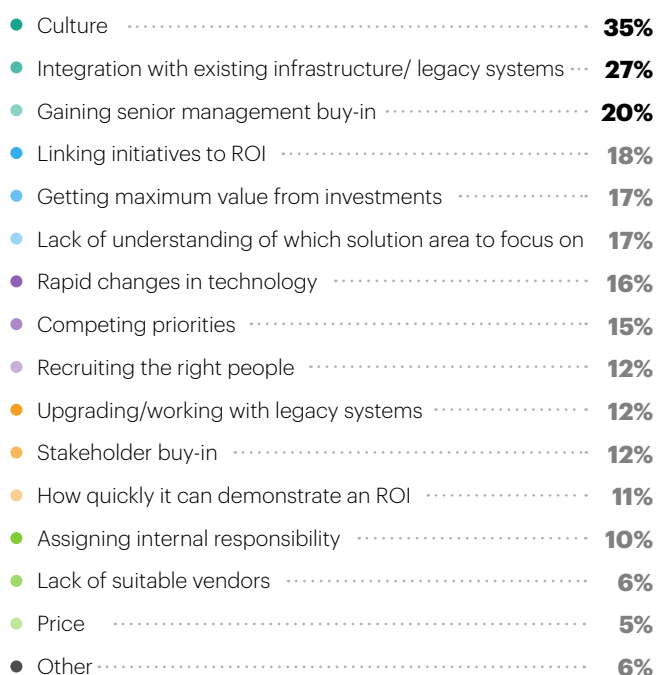 Culture 35%
Integration with existing infrastructure/ legacy systems 27%
Gaining senior management buy-in 20%
Linking initiatives to ROI 18%
Getting maximum value from investments 17%
Lack of understanding of which solution area to focus on 17%
Rapid changes in technology 16%
Competing priorities 15%
Recruiting the right people 12%
Upgrading/working with legacy systems 12%
Stakeholder buy-in 12%
How quickly it can demonstrate an ROI 11%
Assigning internal responsibility 10%
Lack of suitable vendors 6%
Price 5%
Other 6%